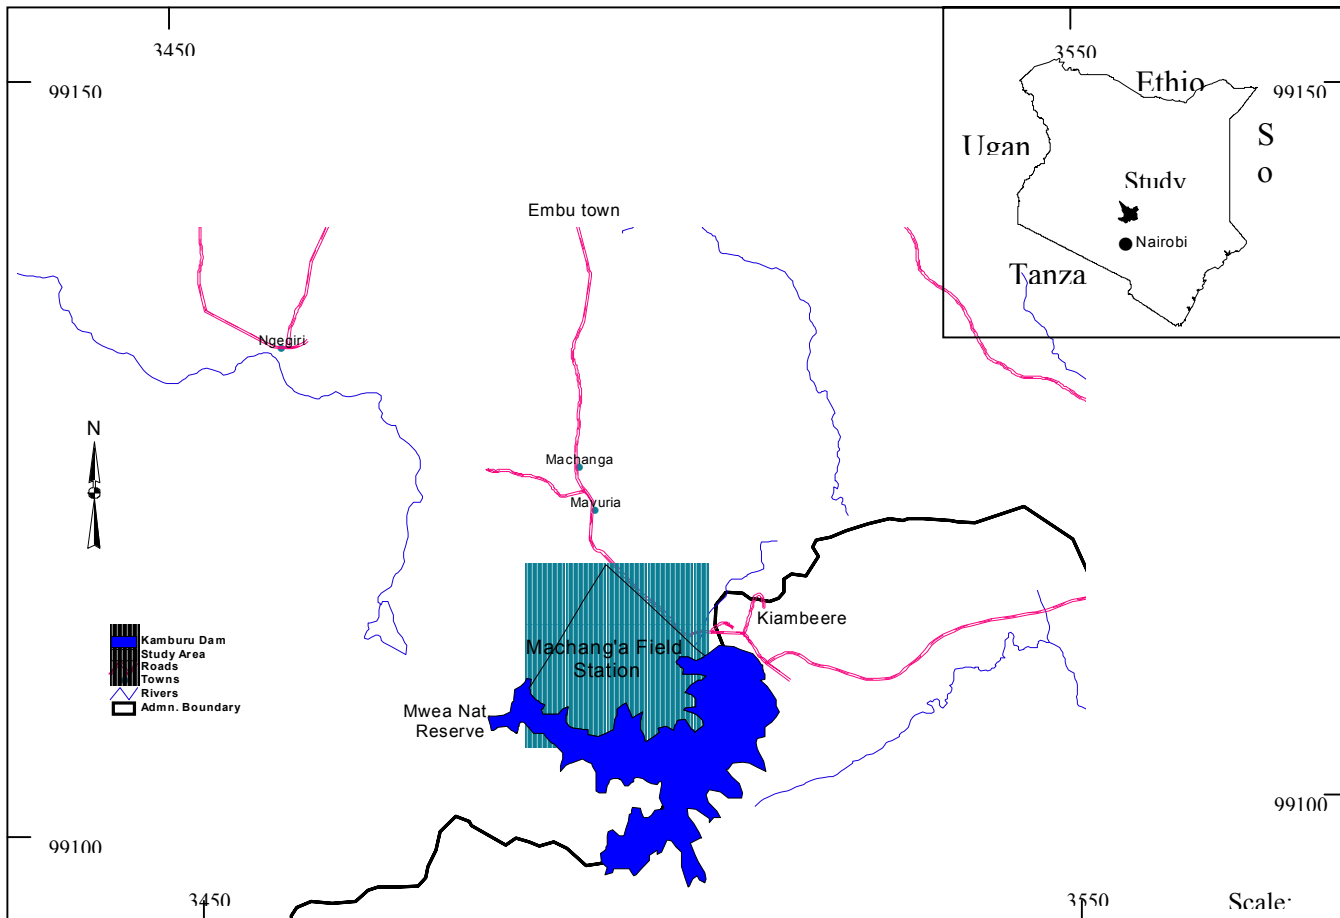 3450
3550
99150
99150
Ethio
Ugan
S
o
Study
Nairobi
Tanza
Embu town
Ngegiri
N
Machanga
Mavuria
Kiambeere
Machang'a Field
Station
Mwea Nat
Reserve
Kamburu Dam
Study Area
Roads
Towns
Rivers
Admn. Boundary
99100
99100
3450
3550
Scale: